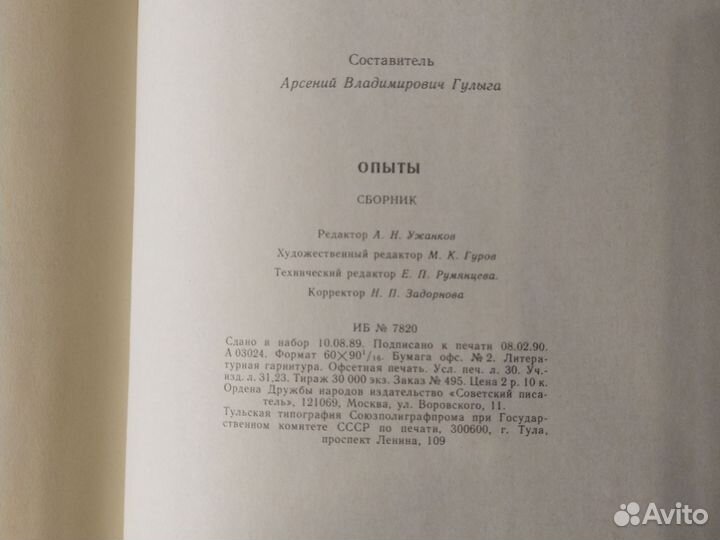 Составитель
Арсений Владимирович Гулыга
ОПЫТЫ
СБОРНИК
Редактор А. Н. Ужанков
Художественный редактор М. К. Гуров
Технический редактор Е. П. Румянцева.
Корректор Н. П. Задорнова
ИБ № 7820
Сдано в набор 10.08.89. Подписано к печати 08.02.90.
А 03024. Формат 60×90¹/₁₆. Бумага офс. № 2. Литера-
турная гарнитура. Офсетная печать. Усл. печ. л. 30. Уч.-
изд. л. 31,23. Тираж 30 000 экз. Заказ № 495. Цена 2 р. 10 к.
Ордена Дружбы народов издательство «Советский писа-
тель», 121069, Москва, ул. Воровского, 11.
Тульская типография Союзполиграфпрома при Государ-
ственном комитете СССР по печати, 300600, г. Тула,
проспект Ленина, 109
Avito